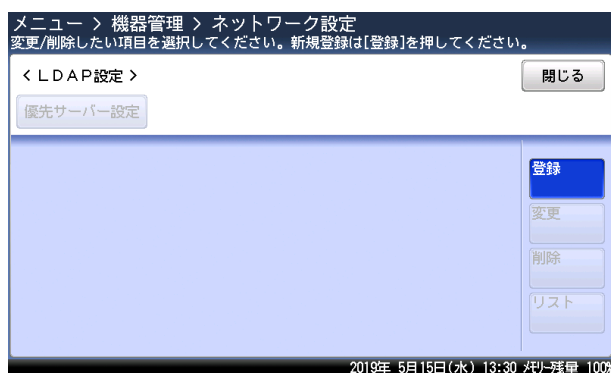 メニュー > 機器管理 > ネットワーク設定
変更/削除したい項目を選択してください。新規登録は[登録]を押してください。
<LDAP設定>
閉じる
優先サーバー設定
登録
変更
削除
リスト
2019年 5月15日(水) 13:30 メモリー残量 100%